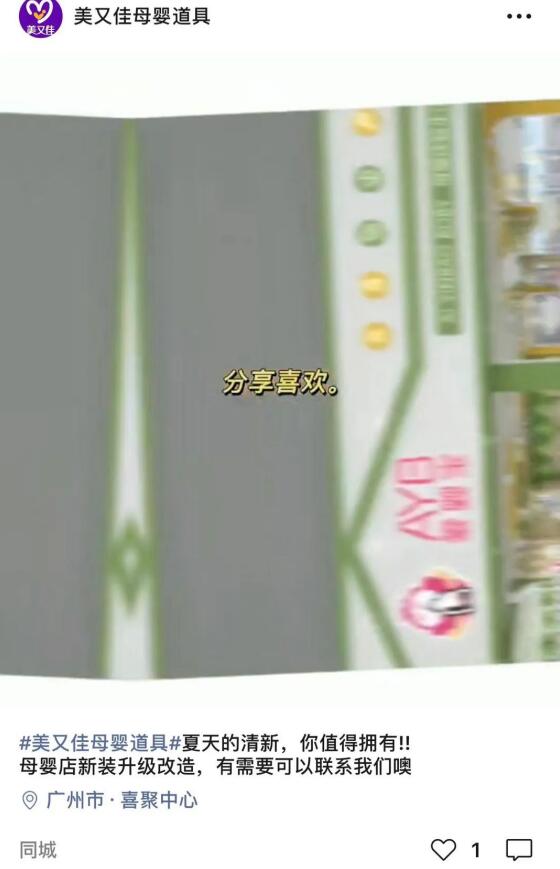 美又佳母婴道具
美又佳
分享喜欢。
#美又佳母婴道具#夏天的清新，你值得拥有!!
母婴店新装升级改造，有需要可以联系我们噢
广州市·喜聚中心
同城
1